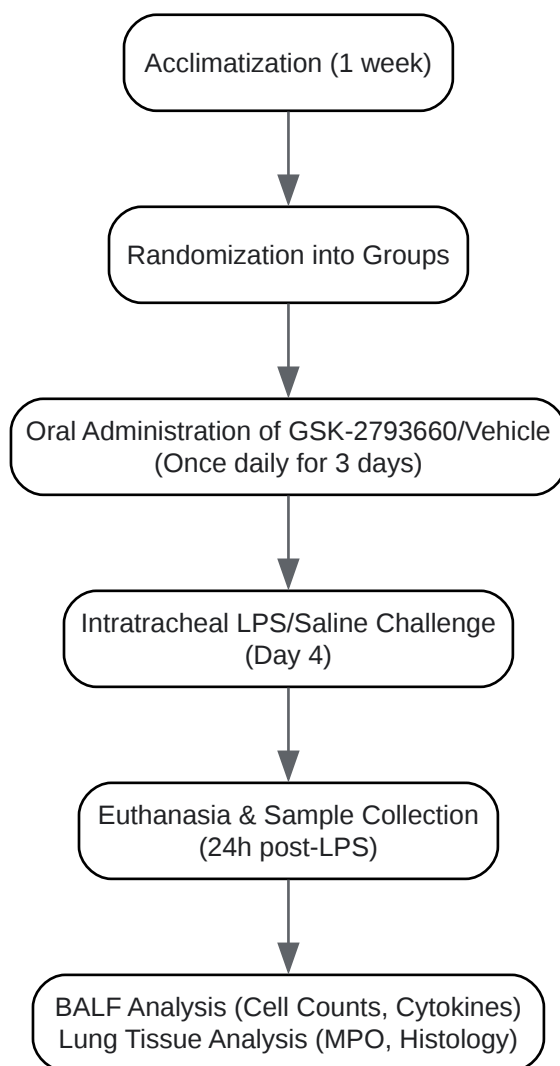 Acclimatization (1 week)
Randomization into Groups
Oral Administration of GSK-2793660/Vehicle
(Once daily for 3 days)
Intratracheal LPS/Saline Challenge
(Day 4)
Euthanasia & Sample Collection
(24h post-LPS)
BALF Analysis (Cell Counts, Cytokines)
Lung Tissue Analysis (MPO, Histology)